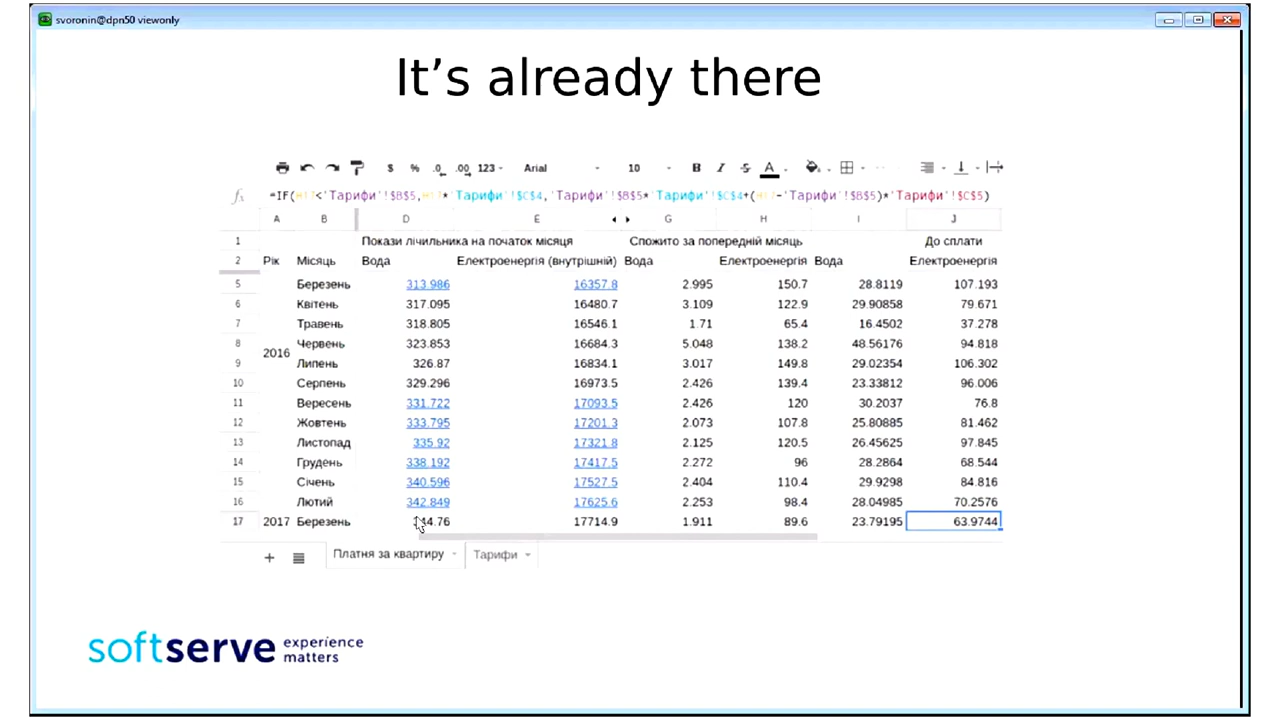 svoronin@dpn50 viewonly
It’s already there
$ % .0 .00 123 Arial 10 B I S A
fx =IF(H17<'Тарифи'!$B$5,H17*'Тарифи'!$C$4,'Тарифи'!$B$5*'Тарифи'!$C$4+(H17-'Тарифи'!$B$5)*'Тарифи'!$C$5)
A B D E G H I J
1 Покази лічильника на початок місяця Спожито за попередній місяць До сплати
2 Рік Місяць Вода Електроенергія (внутрішній) Вода Електроенергія Вода Електроенергія
5 Березень 313.986 16357.8 2.995 150.7 28.8119 107.193
6 Квітень 317.095 16480.7 3.109 122.9 29.90858 79.671
7 Травень 318.805 16546.1 1.71 65.4 16.4502 37.278
8 Червень 323.853 16684.3 5.048 138.2 48.56176 94.818
2016
9 Липень 326.87 16834.1 3.017 149.8 29.02354 106.302
10 Серпень 329.296 16973.5 2.426 139.4 23.33812 96.006
11 Вересень 331.722 17093.5 2.426 120 30.2037 76.8
12 Жовтень 333.795 17201.3 2.073 107.8 25.80885 81.462
13 Листопад 335.92 17321.8 2.125 120.5 26.45625 97.845
14 Грудень 338.192 17417.5 2.272 96 28.2864 68.544
15 Січень 340.596 17527.5 2.404 110.4 29.9298 84.816
16 Лютий 342.849 17625.6 2.253 98.4 28.04985 70.2576
17 2017 Березень 344.76 17714.9 1.911 89.6 23.79195 63.9744
Платня за квартиру Тарифи
softserve experience
matters